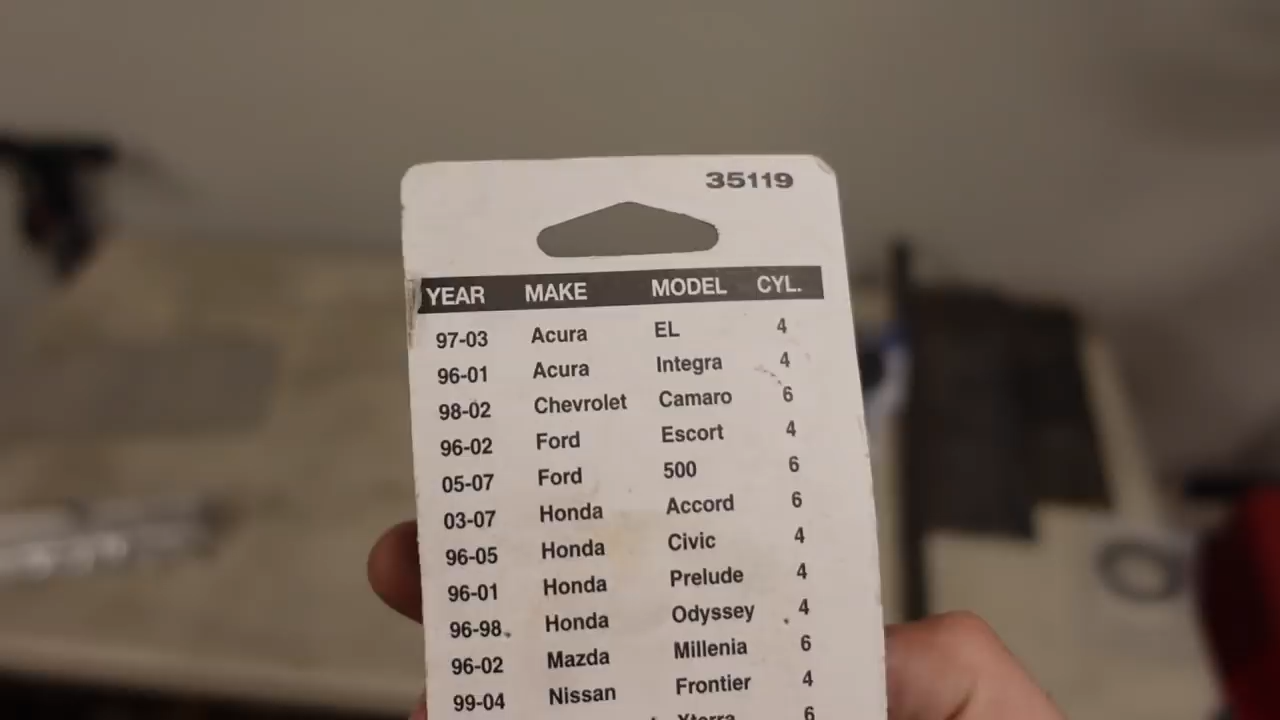 35119
YEAR MAKE MODEL CYL.
97-03 Acura EL 4
96-01 Acura Integra 4
98-02 Chevrolet Camaro 6
96-02 Ford Escort 4
05-07 Ford 500 6
03-07 Honda Accord 6
96-05 Honda Civic 4
96-01 Honda Prelude 4
96-98 Honda Odyssey 4
96-02 Mazda Millenia 6
99-04 Nissan Frontier 4
Xterra 6